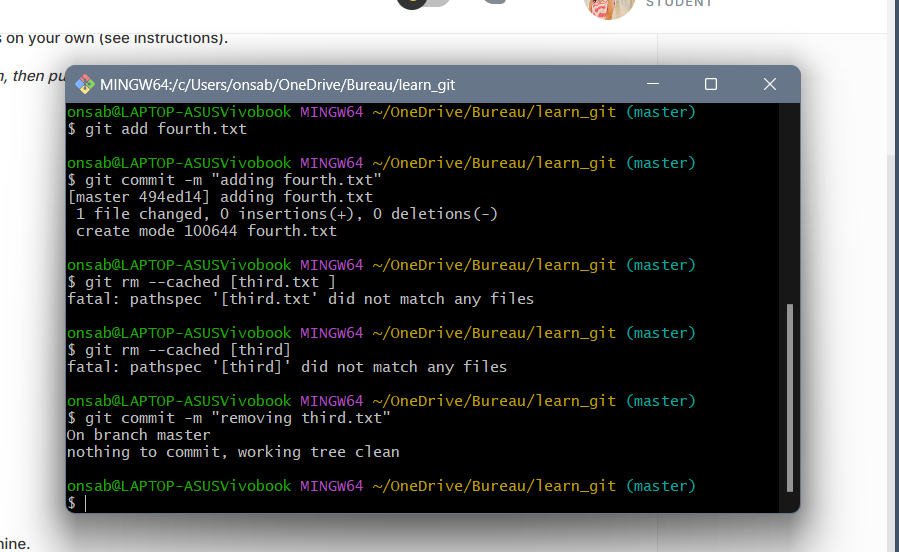 STUDENT
s on your own (see instructions).
n, then pu
MINGW64:/c/Users/onsab/OneDrive/Bureau/learn_git
onsab@LAPTOP-ASUSVivobook MINGW64 ~/OneDrive/Bureau/learn_git (master)
$ git add fourth.txt
onsab@LAPTOP-ASUSVivobook MINGW64 ~/OneDrive/Bureau/learn_git (master)
$ git commit -m "adding fourth.txt"
[master 494ed14] adding fourth.txt
 1 file changed, 0 insertions(+), 0 deletions(-)
 create mode 100644 fourth.txt
onsab@LAPTOP-ASUSVivobook MINGW64 ~/OneDrive/Bureau/learn_git (master)
$ git rm --cached [third.txt ]
fatal: pathspec '[third.txt' did not match any files
onsab@LAPTOP-ASUSVivobook MINGW64 ~/OneDrive/Bureau/learn_git (master)
$ git rm --cached [third]
fatal: pathspec '[third]' did not match any files
onsab@LAPTOP-ASUSVivobook MINGW64 ~/OneDrive/Bureau/learn_git (master)
$ git commit -m "removing third.txt"
On branch master
nothing to commit, working tree clean
onsab@LAPTOP-ASUSVivobook MINGW64 ~/OneDrive/Bureau/learn_git (master)
$
nine.